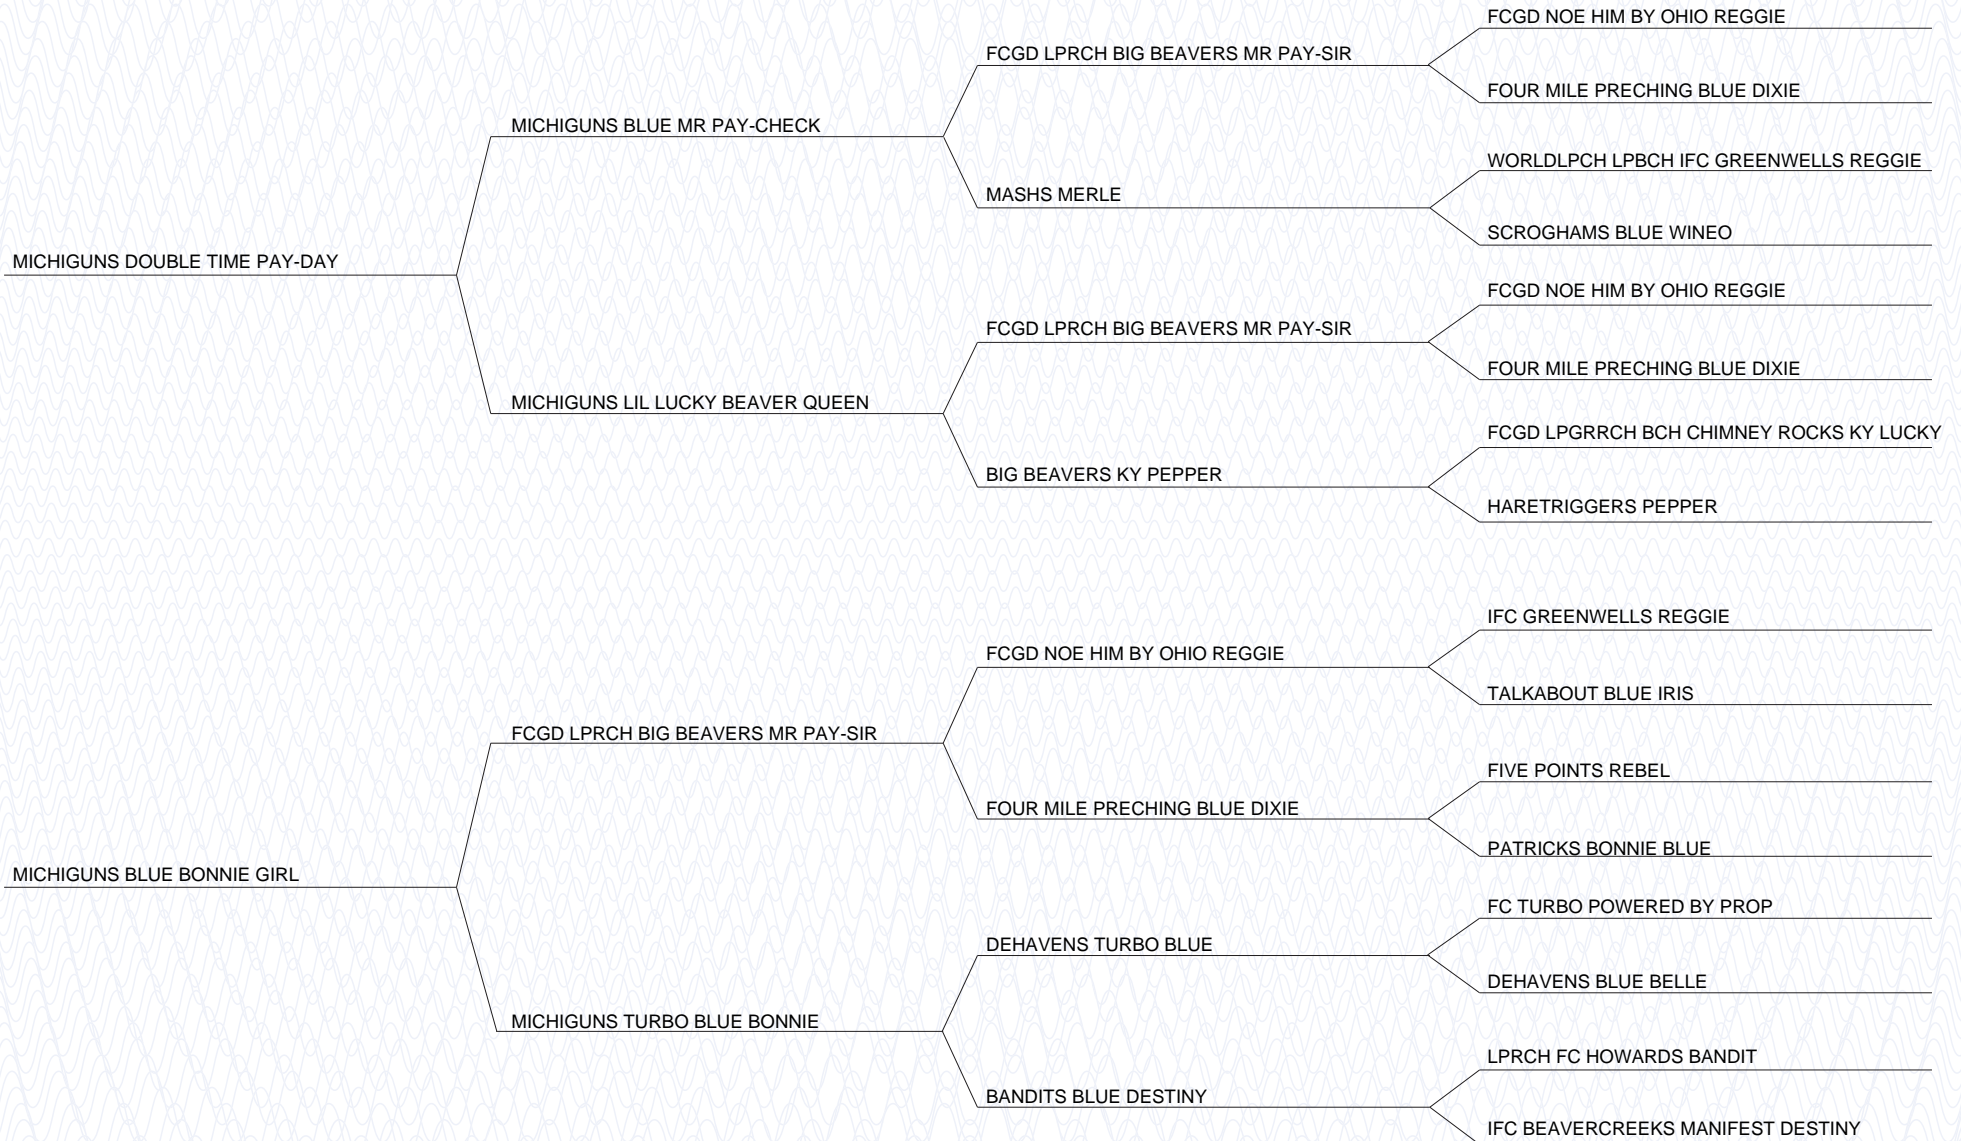 FCGD NOE HIM BY OHIO REGGIE
FCGD LPRCH BIG BEAVERS MR PAY-SIR
FOUR MILE PRECHING BLUE DIXIE
MICHIGUNS BLUE MR PAY-CHECK
WORLDLPCH LPBCH IFC GREENWELLS REGGIE
MASHS MERLE
SCROGHAMS BLUE WINEO
MICHIGUNS DOUBLE TIME PAY-DAY
FCGD NOE HIM BY OHIO REGGIE
FCGD LPRCH BIG BEAVERS MR PAY-SIR
FOUR MILE PRECHING BLUE DIXIE
MICHIGUNS LIL LUCKY BEAVER QUEEN
FCGD LPGRRCH BCH CHIMNEY ROCKS KY LUCKY
BIG BEAVERS KY PEPPER
HARETRIGGERS PEPPER
IFC GREENWELLS REGGIE
FCGD NOE HIM BY OHIO REGGIE
TALKABOUT BLUE IRIS
FCGD LPRCH BIG BEAVERS MR PAY-SIR
FIVE POINTS REBEL
FOUR MILE PRECHING BLUE DIXIE
PATRICKS BONNIE BLUE
MICHIGUNS BLUE BONNIE GIRL
FC TURBO POWERED BY PROP
DEHAVENS TURBO BLUE
DEHAVENS BLUE BELLE
MICHIGUNS TURBO BLUE BONNIE
LPRCH FC HOWARDS BANDIT
BANDITS BLUE DESTINY
IFC BEAVERCREEKS MANIFEST DESTINY